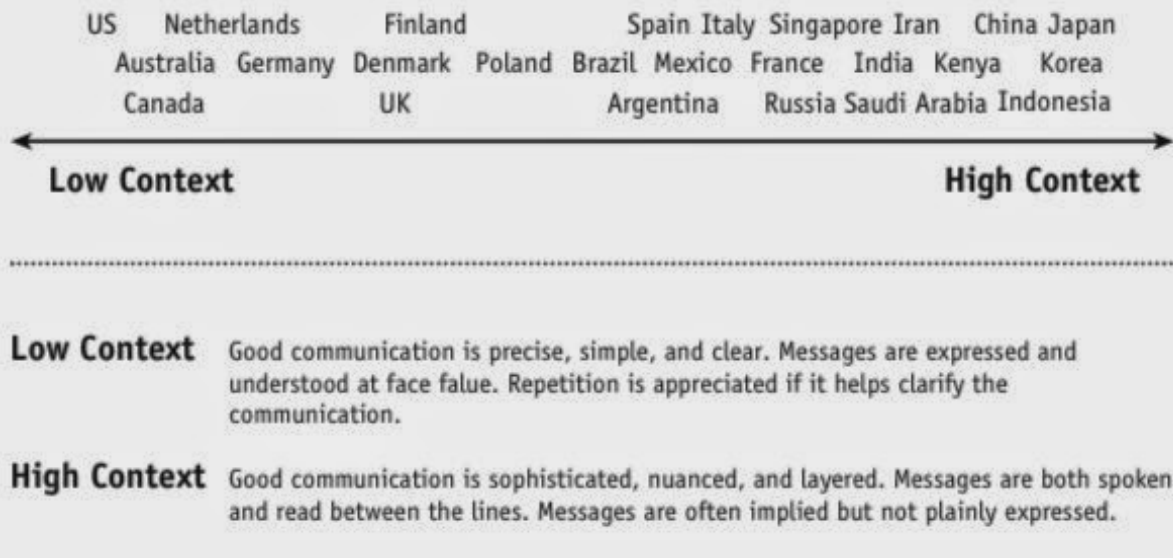 US Netherlands Finland Spain Italy Singapore Iran China Japan
Australia Germany Denmark Poland Brazil Mexico France India Kenya Korea
Canada UK Argentina Russia Saudi Arabia Indonesia
Low Context High Context
Low Context Good communication is precise, simple, and clear. Messages are expressed and
understood at face falue. Repetition is appreciated if it helps clarify the
communication.
High Context Good communication is sophisticated, nuanced, and layered. Messages are both spoken
and read between the lines. Messages are often implied but not plainly expressed.